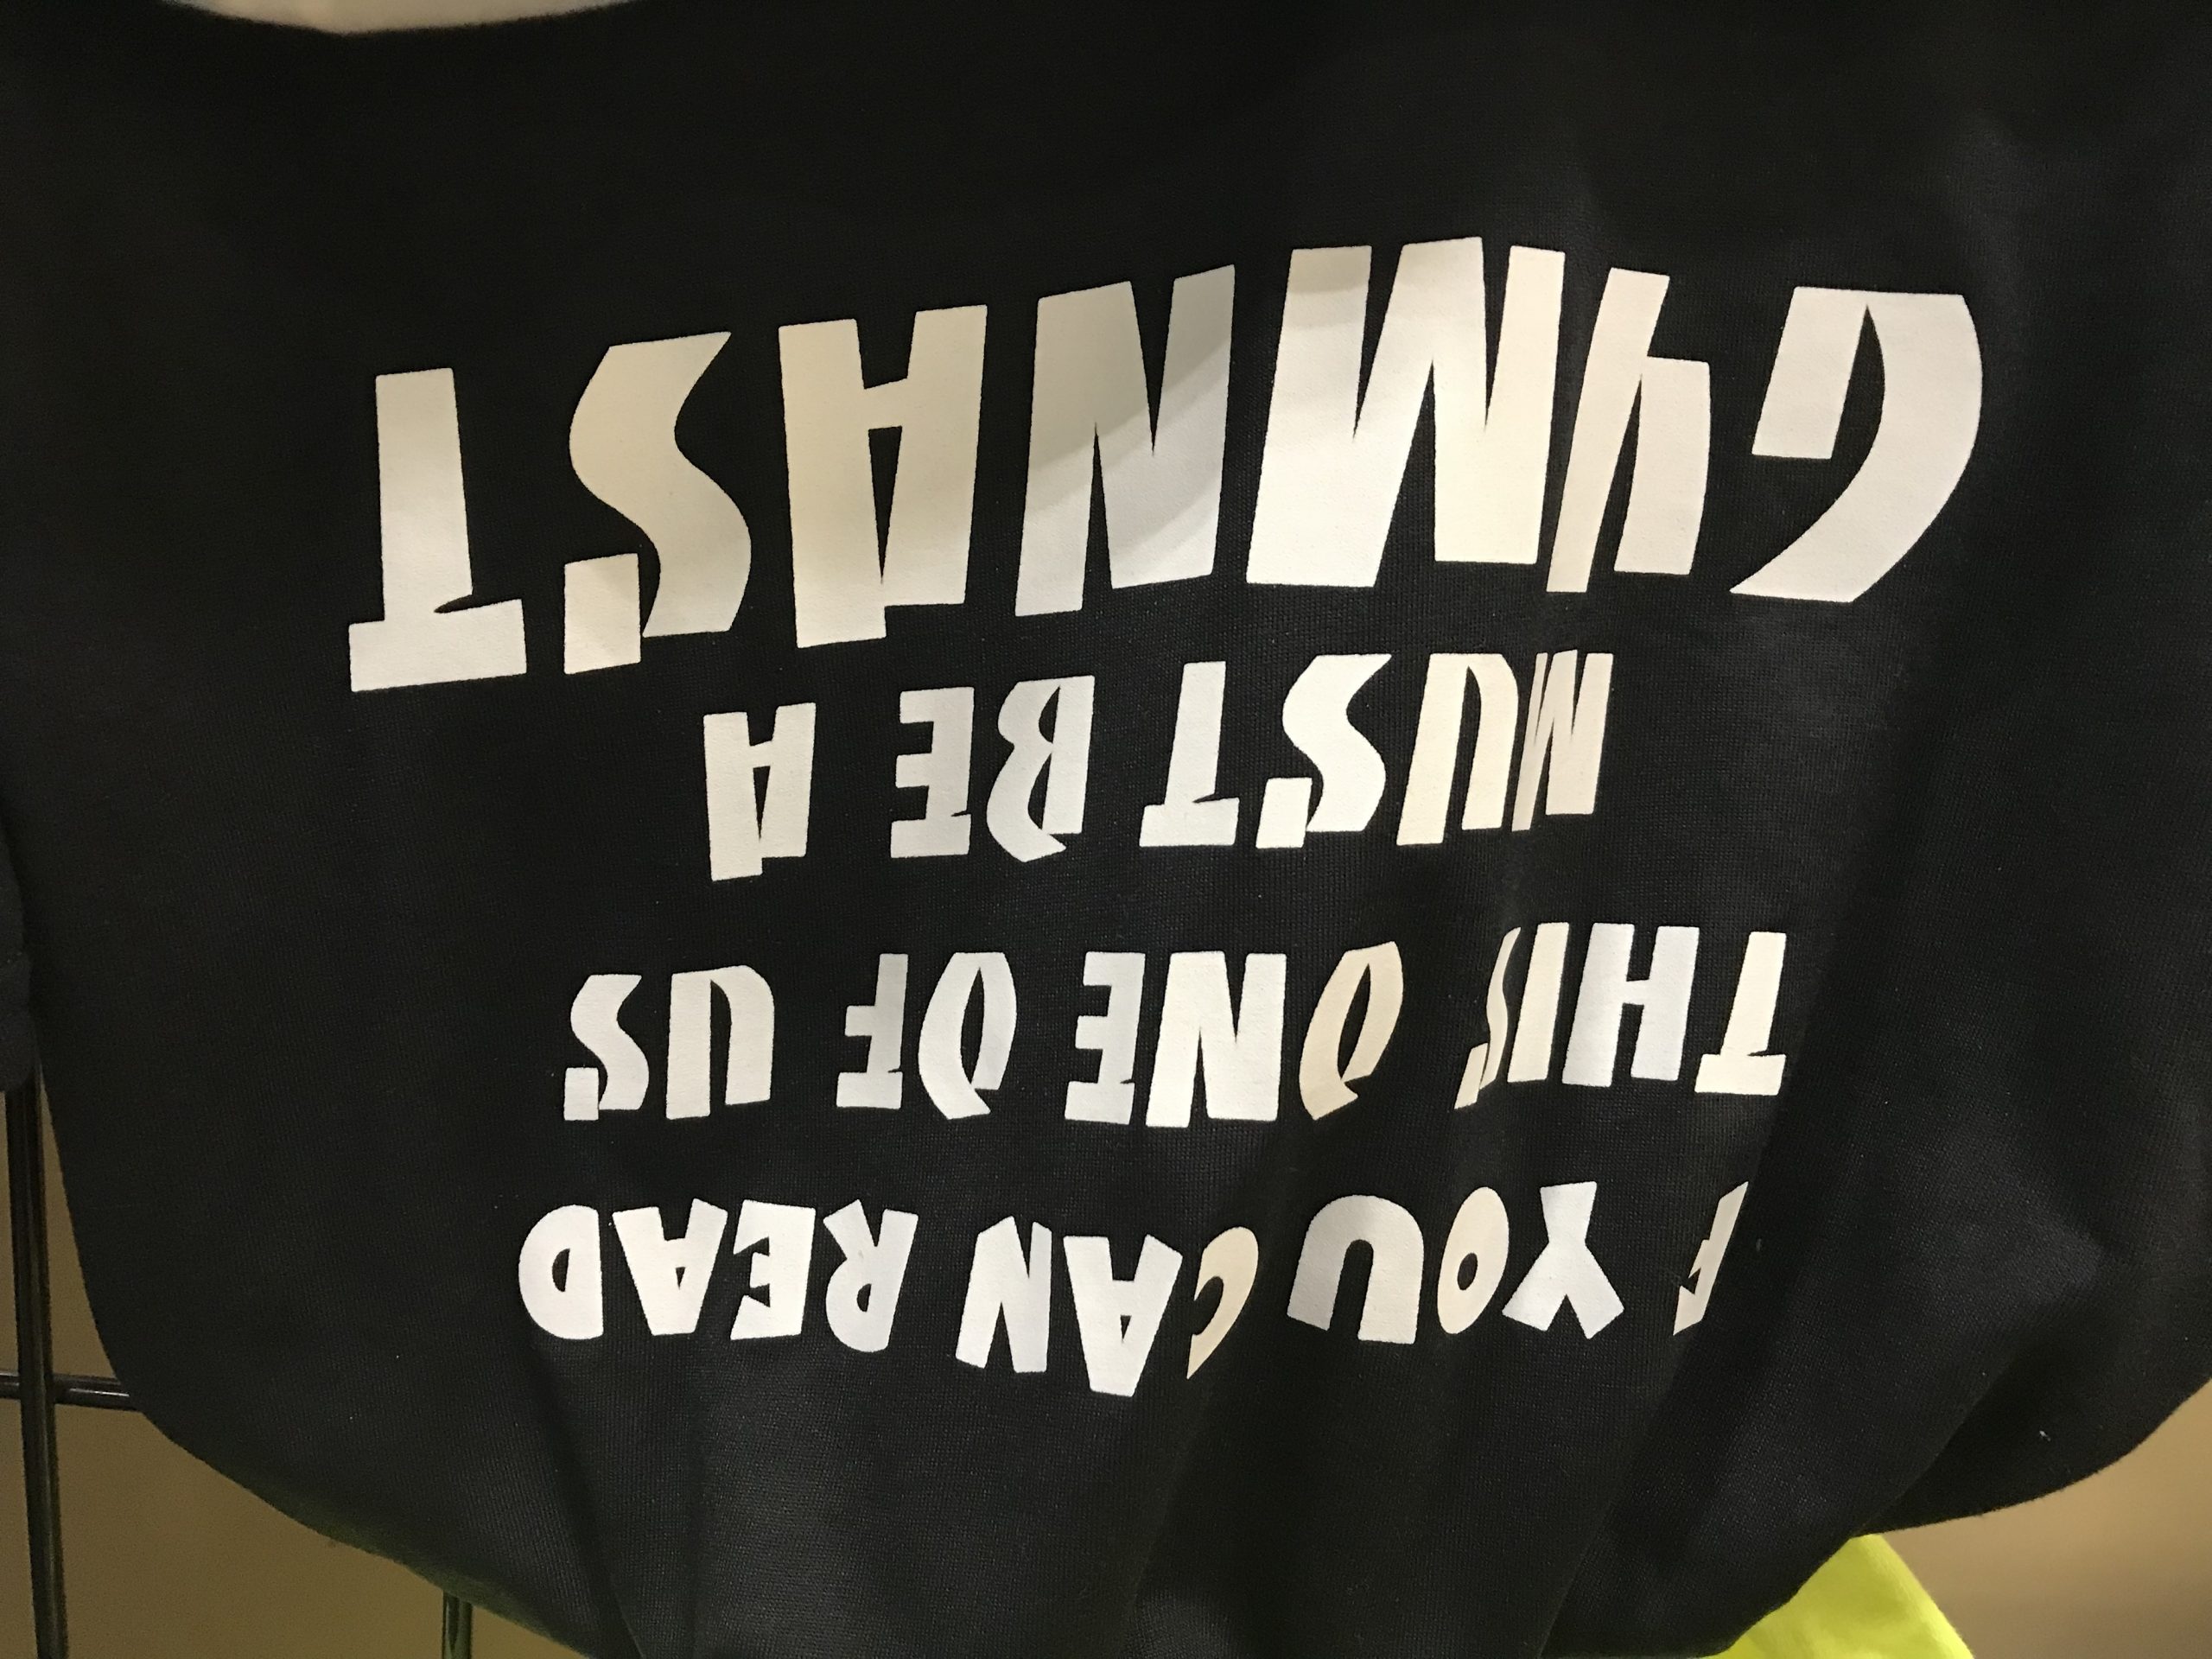 F YOU CAN READ
THIS ONE OF US
MUST BE A
GYMNAST